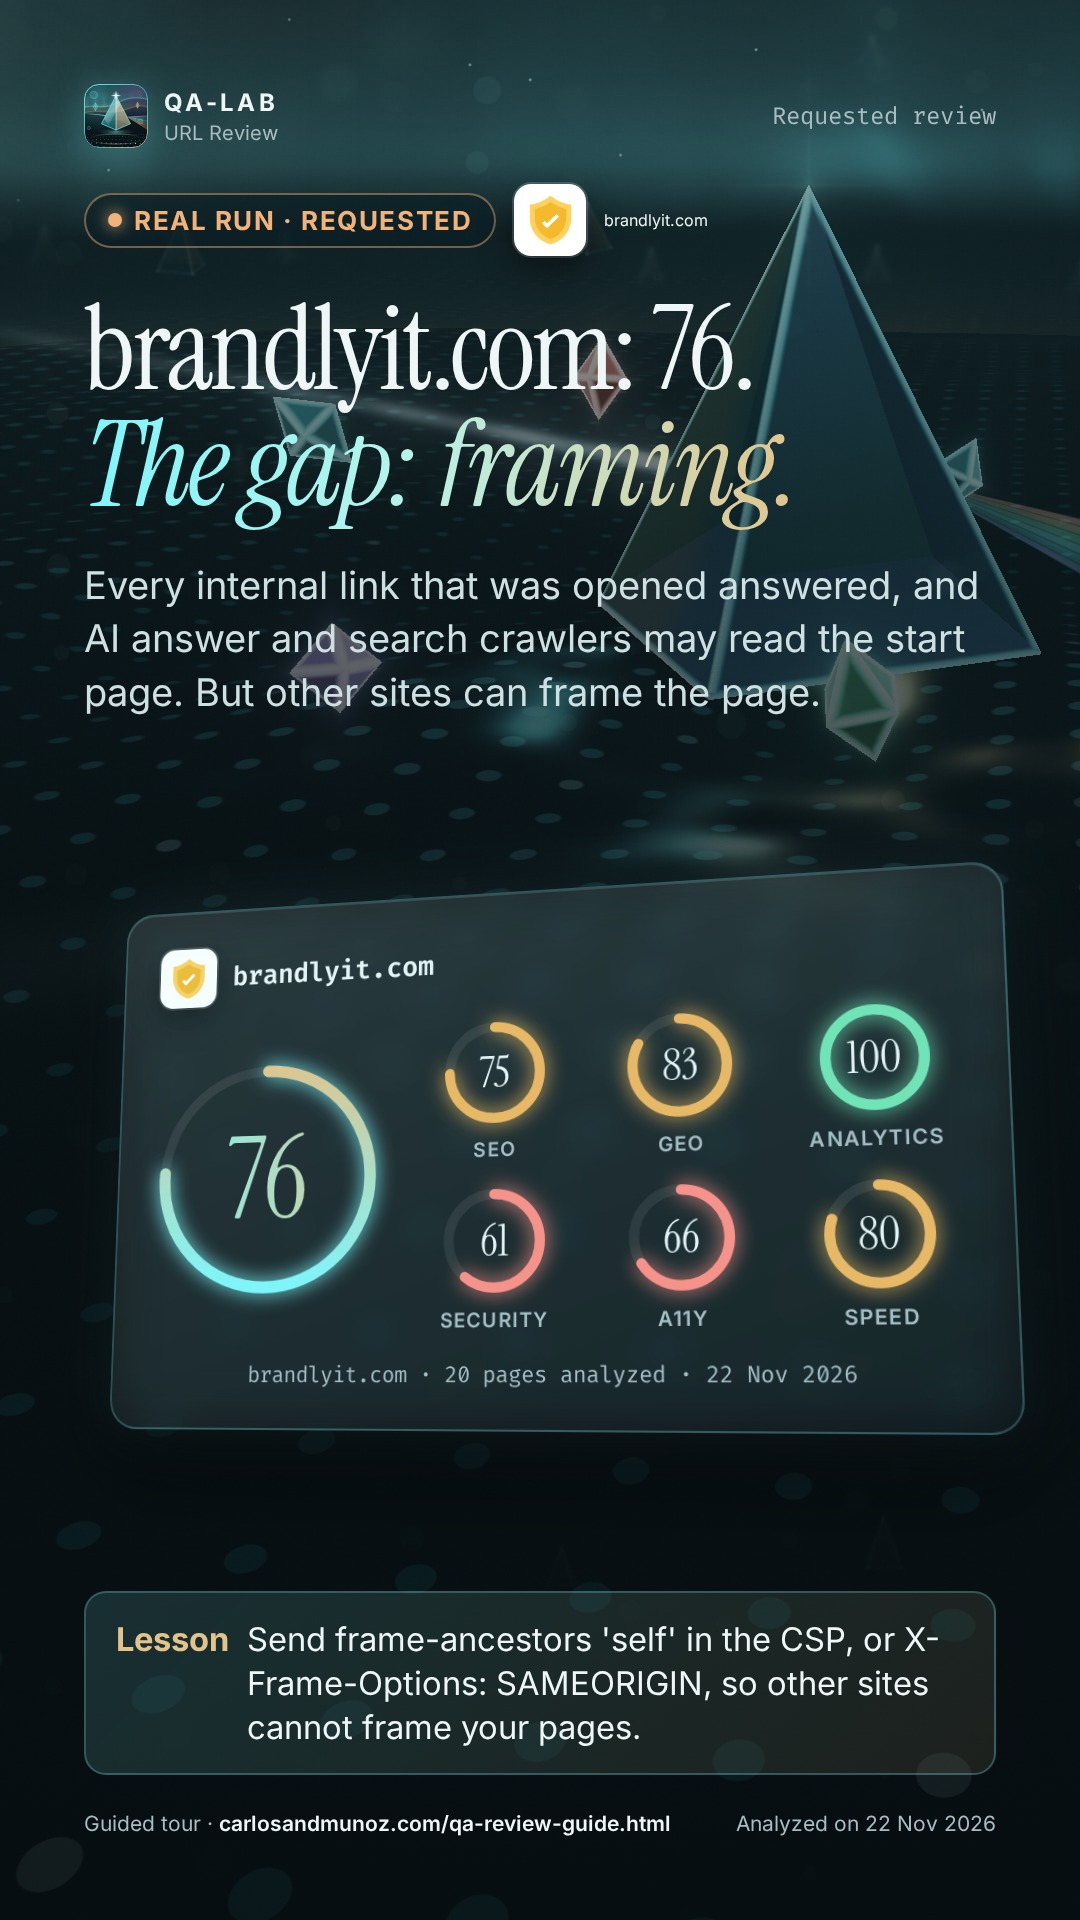 QA-LAB
URL Review
Requested review
REAL RUN · REQUESTED
brandlyit.com
brandlyit.com: 76.
The gap: framing.
Every internal link that was opened answered, and
AI answer and search crawlers may read the start
page. But other sites can frame the page.
brandlyit.com
76
75
SEO
83
GEO
100
ANALYTICS
61
SECURITY
66
A11Y
80
SPEED
brandlyit.com · 20 pages analyzed · 22 Nov 2026
Lesson
Send frame-ancestors 'self' in the CSP, or X-
Frame-Options: SAMEORIGIN, so other sites
cannot frame your pages.
Guided tour · carlosandmunoz.com/qa-review-guide.html
Analyzed on 22 Nov 2026